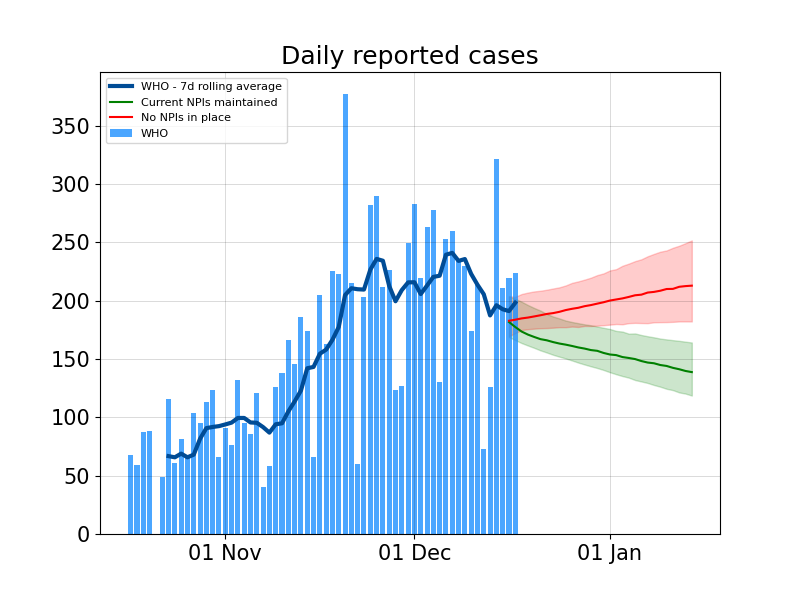 Daily reported cases
WHO - 7d rolling average
Current NPIs maintained
No NPIs in place
WHO
350
300
250
200
150
100
50
0
01 Nov
01 Dec
01 Jan